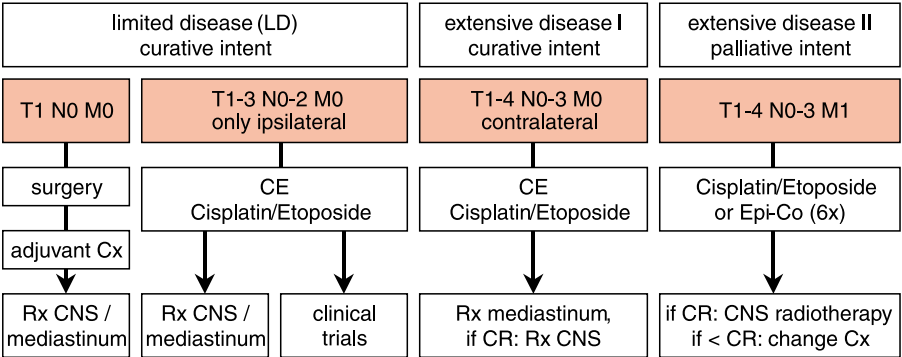 limited disease (LD)
curative intent
extensive disease I
curative intent
extensive disease II
palliative intent
T1 N0 M0
T1-3 N0-2 M0
only ipsilateral
T1-4 N0-3 M0
contralateral
T1-4 N0-3 M1
surgery
CE
Cisplatin/Etoposide
CE
Cisplatin/Etoposide
Cisplatin/Etoposide
or Epi-Co (6x)
adjuvant Cx
Rx CNS /
mediastinum
Rx CNS /
mediastinum
clinical
trials
Rx mediastinum,
if CR: Rx CNS
if CR: CNS radiotherapy
if < CR: change Cx